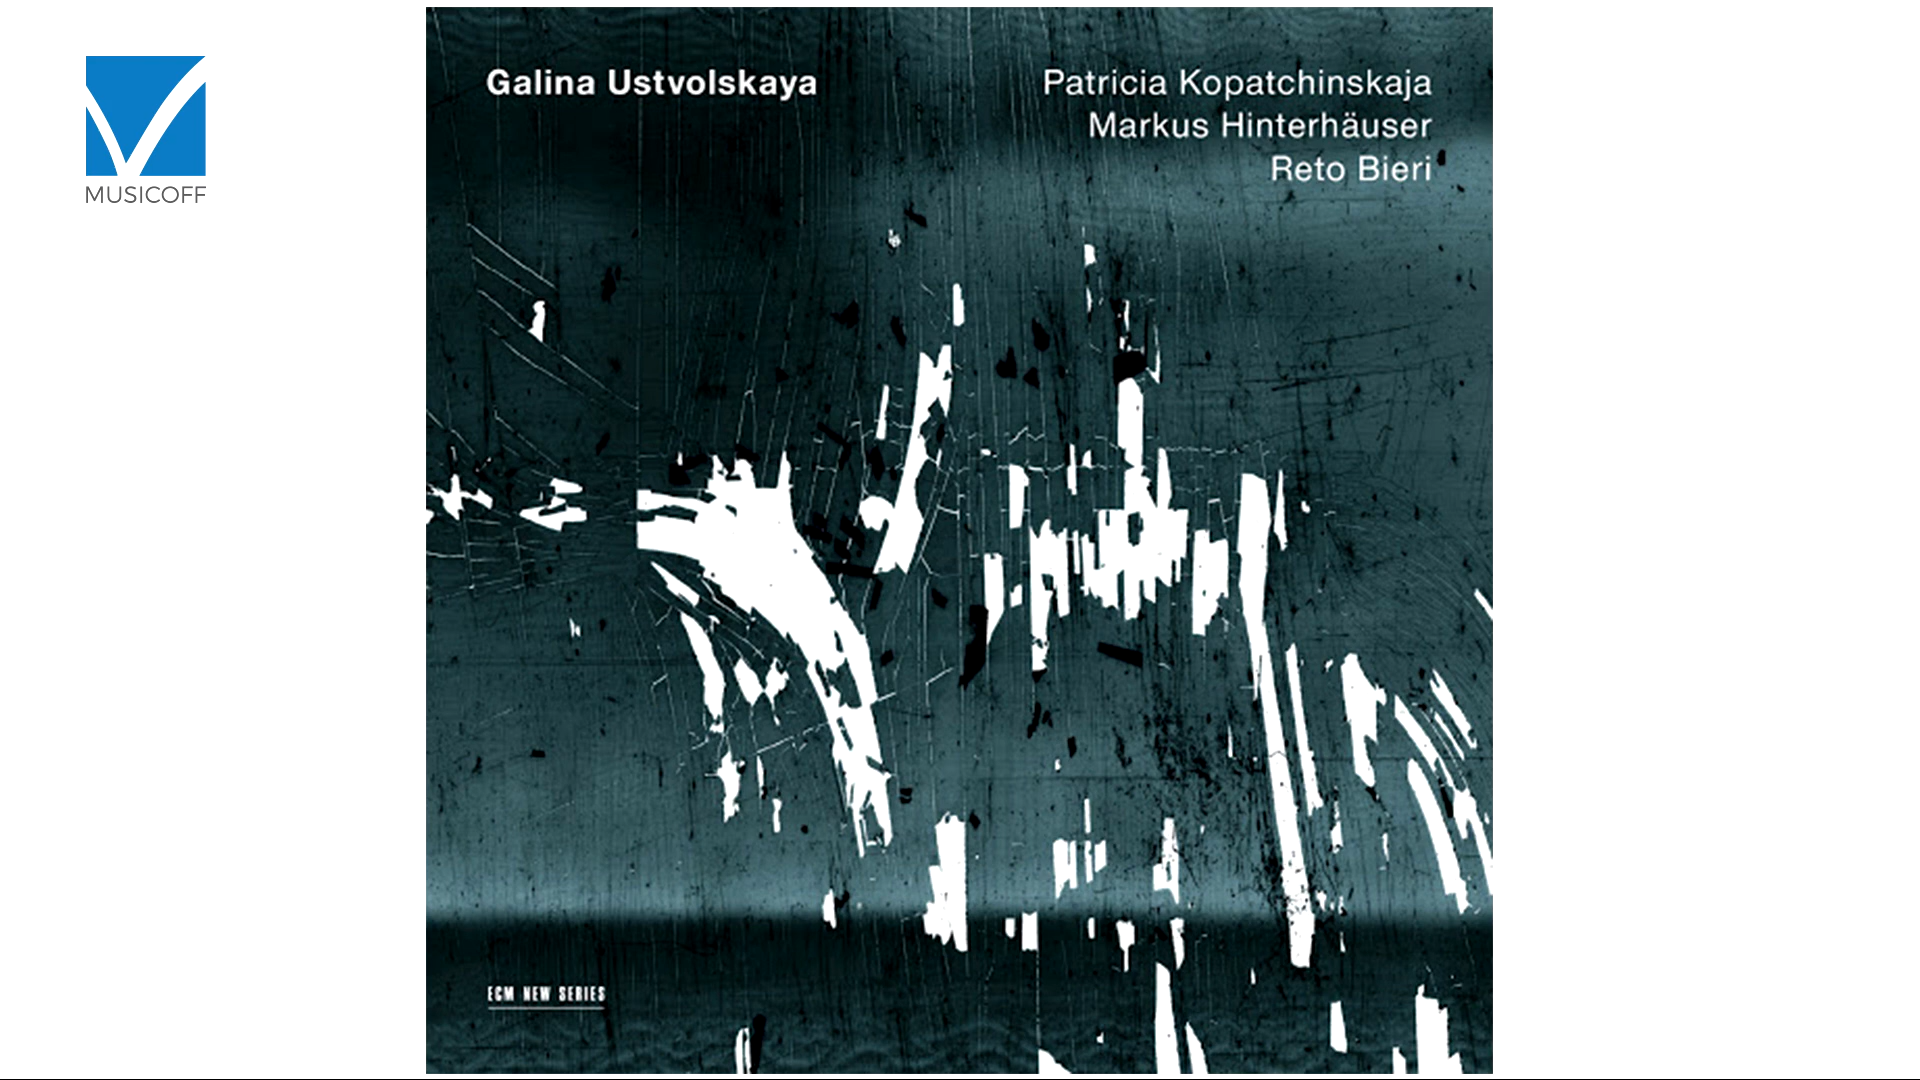 MUSICOFF
Galina Ustvolskaya
Patricia Kopatchinskaja
Markus Hinterhäuser
Reto Bieri
ECM NEW SERIES